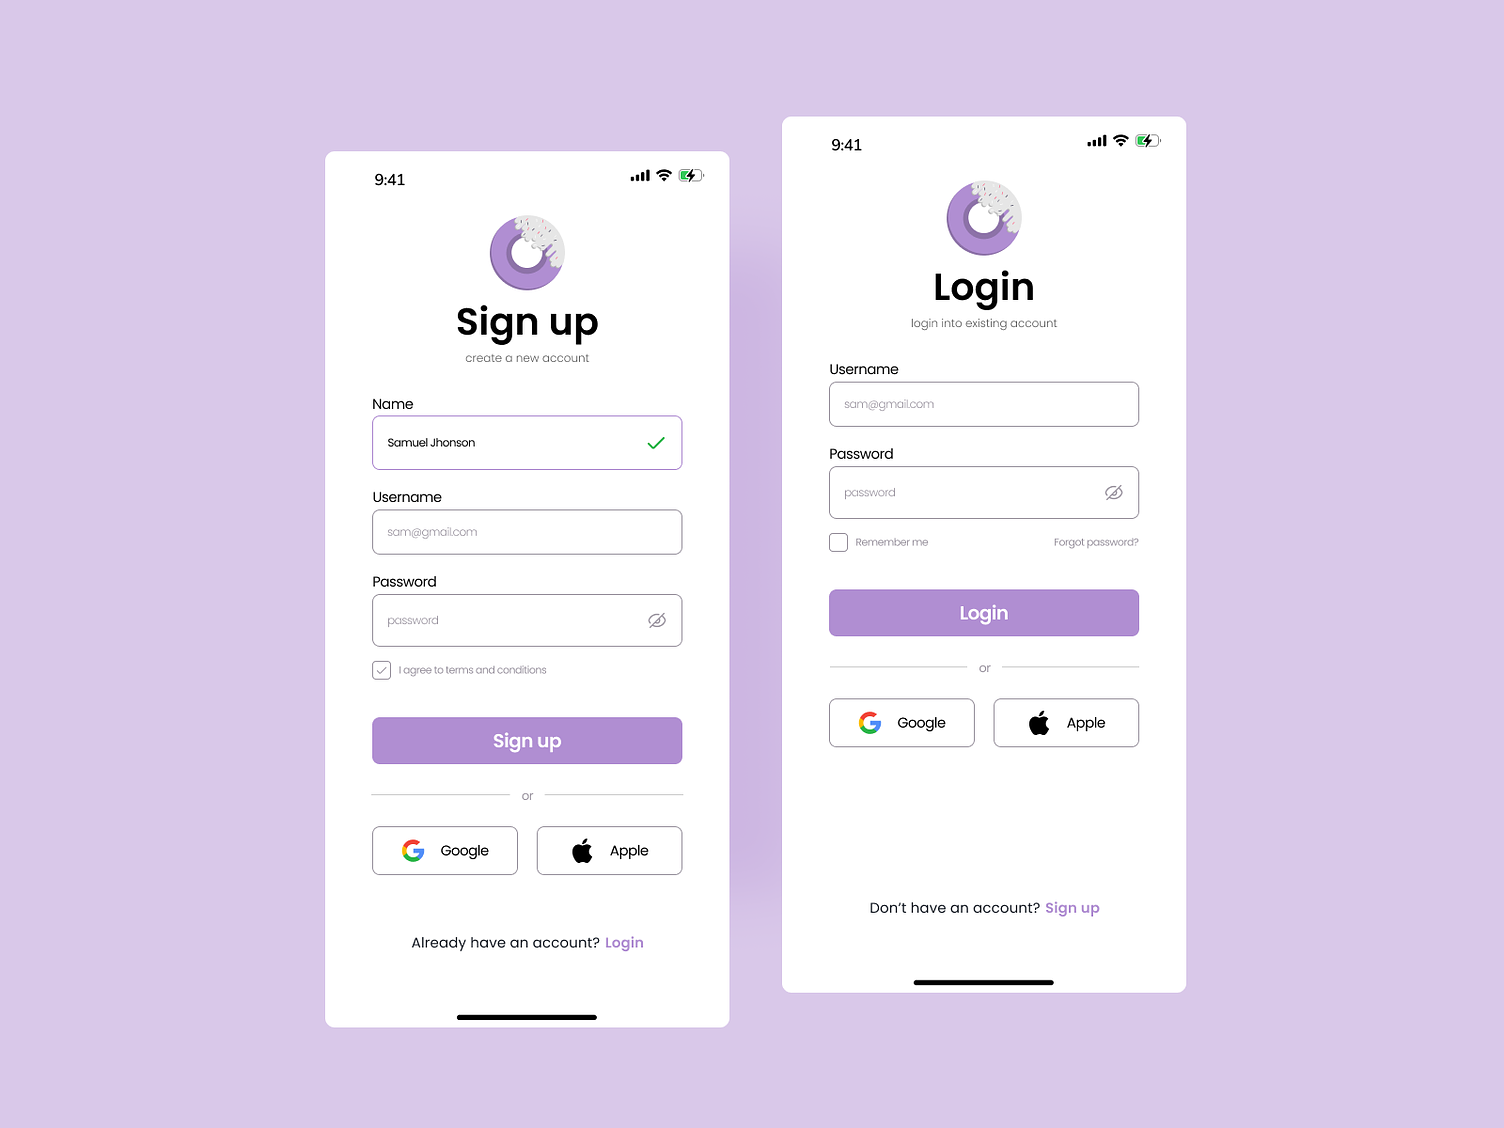 9:41
Sign up
create a new account
Name
Samuel Jhonson
Username
sam@gmail.com
Password
password
I agree to terms and conditions
Sign up
or
Google
Apple
Already have an account? Login
9:41
Login
login into existing account
Username
sam@gmail.com
Password
password
Remember me
Forgot password?
Login
or
Google
Apple
Don’t have an account? Sign up